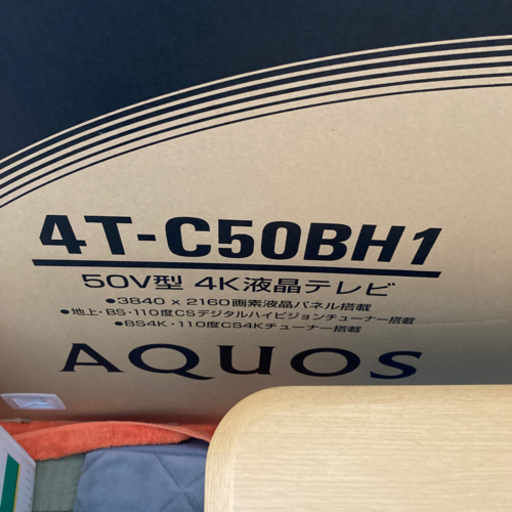 4T-C50BH1
50V型 4K液晶テレビ
●3840 x 2160画素液晶パネル搭載
●地上・BS・110度CSデジタルハイビジョンチューナー搭載
●BS4K・110度CS4Kチューナー搭載
AQUOS